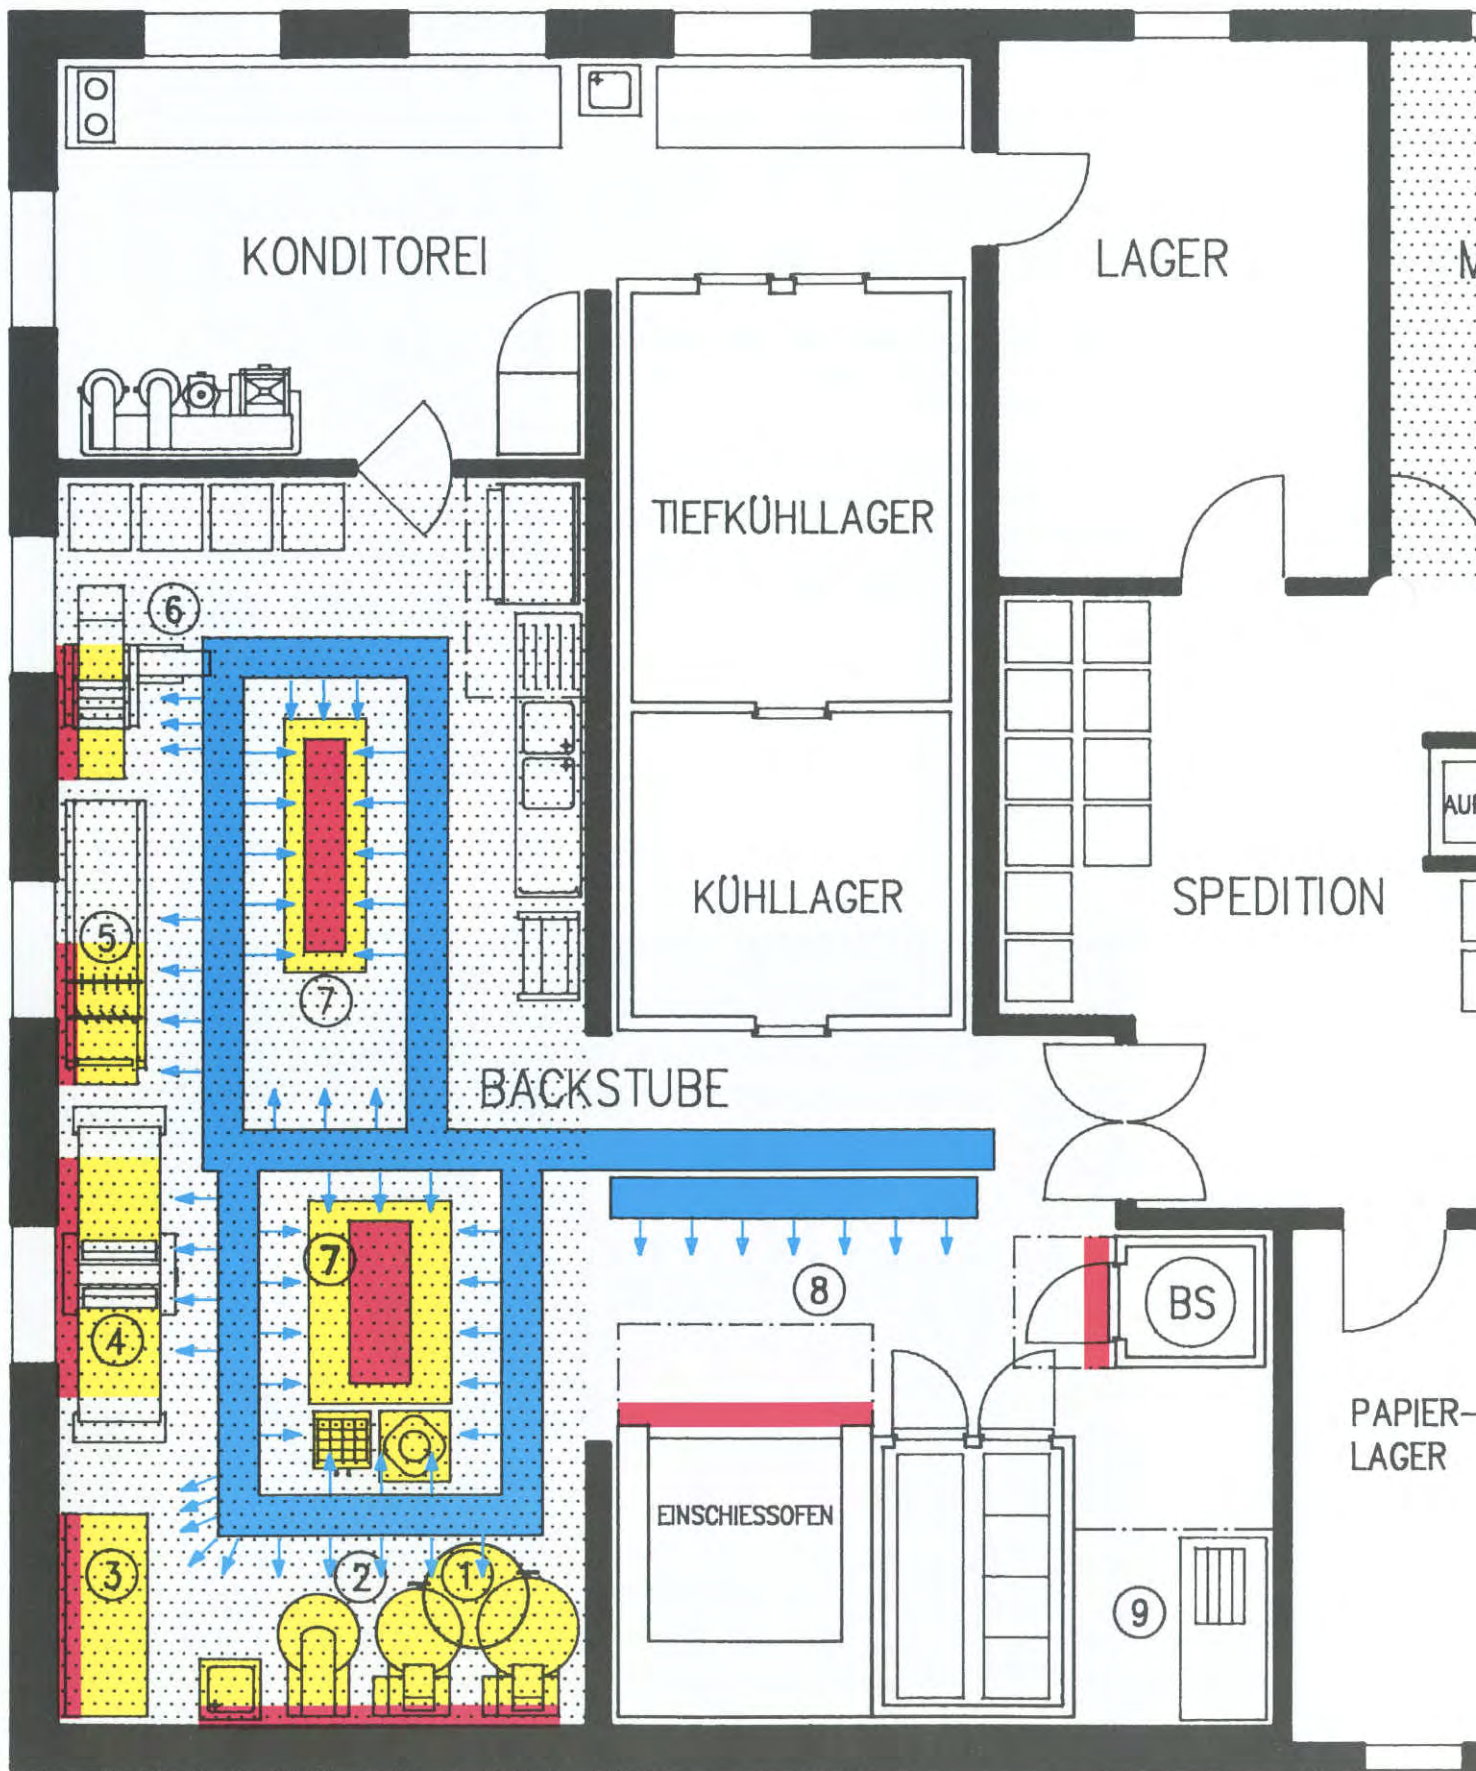 KONDITOREI
LAGER
M
TIEFKÜHLLAGER
6
AUF
KÜHLLAGER
SPEDITION
5
7
BACKSTUBE
7
8
BS
4
PAPIER-
LAGER
EINSCHIESSOFEN
3
2
1
9